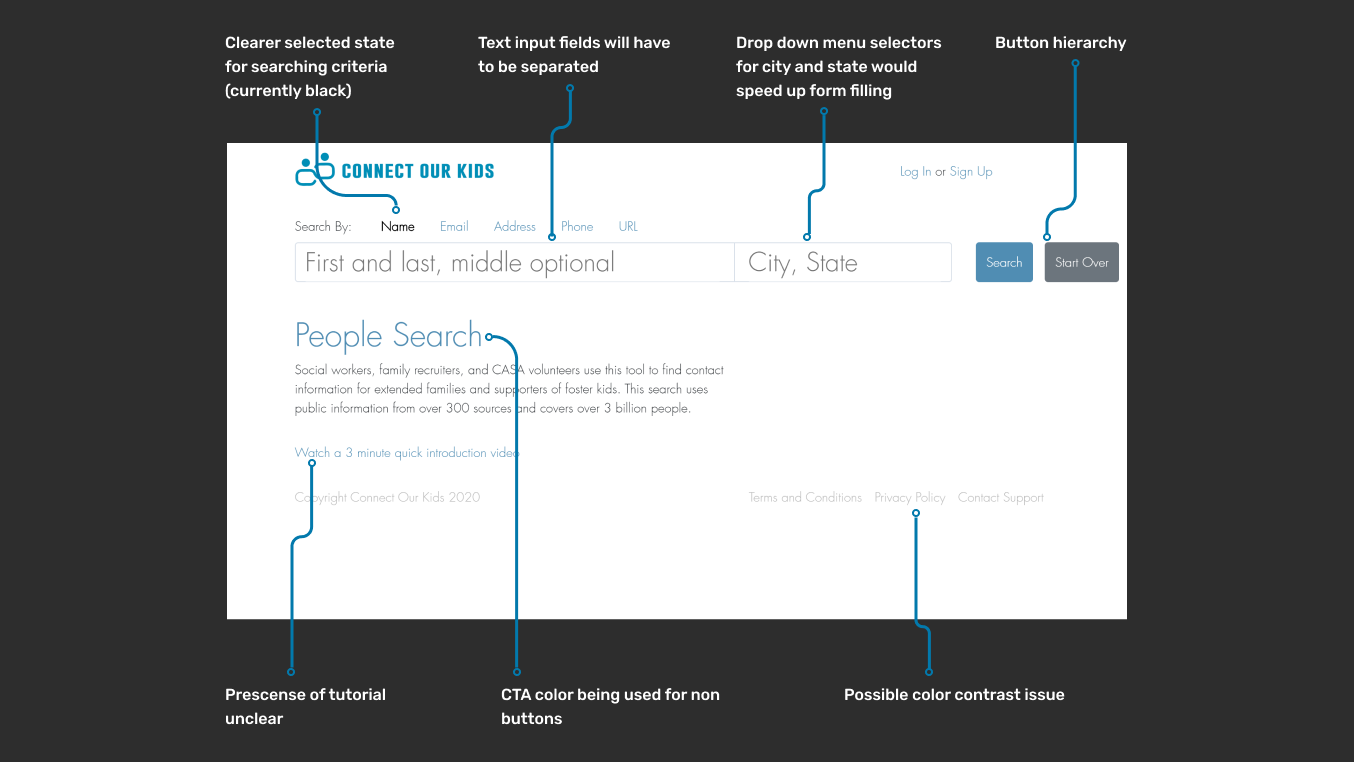 Clearer selected state
for searching criteria
(currently black)
Text input fields will have
to be separated
Drop down menu selectors
for city and state would
speed up form filling
Button hierarchy
CONNECT OUR KIDS
Log In or Sign Up
Search By: Name Email Address Phone URL
First and last, middle optional City, State Search Start Over
People Search
Social workers, family recruiters, and CASA volunteers use this tool to find contact
information for extended families and supporters of foster kids. This search uses
public information from over 300 sources and covers over 3 billion people.
Watch a 3 minute quick introduction video
Copyright Connect Our Kids 2020 Terms and Conditions Privacy Policy Contact Support
Prescense of tutorial
unclear
CTA color being used for non
buttons
Possible color contrast issue